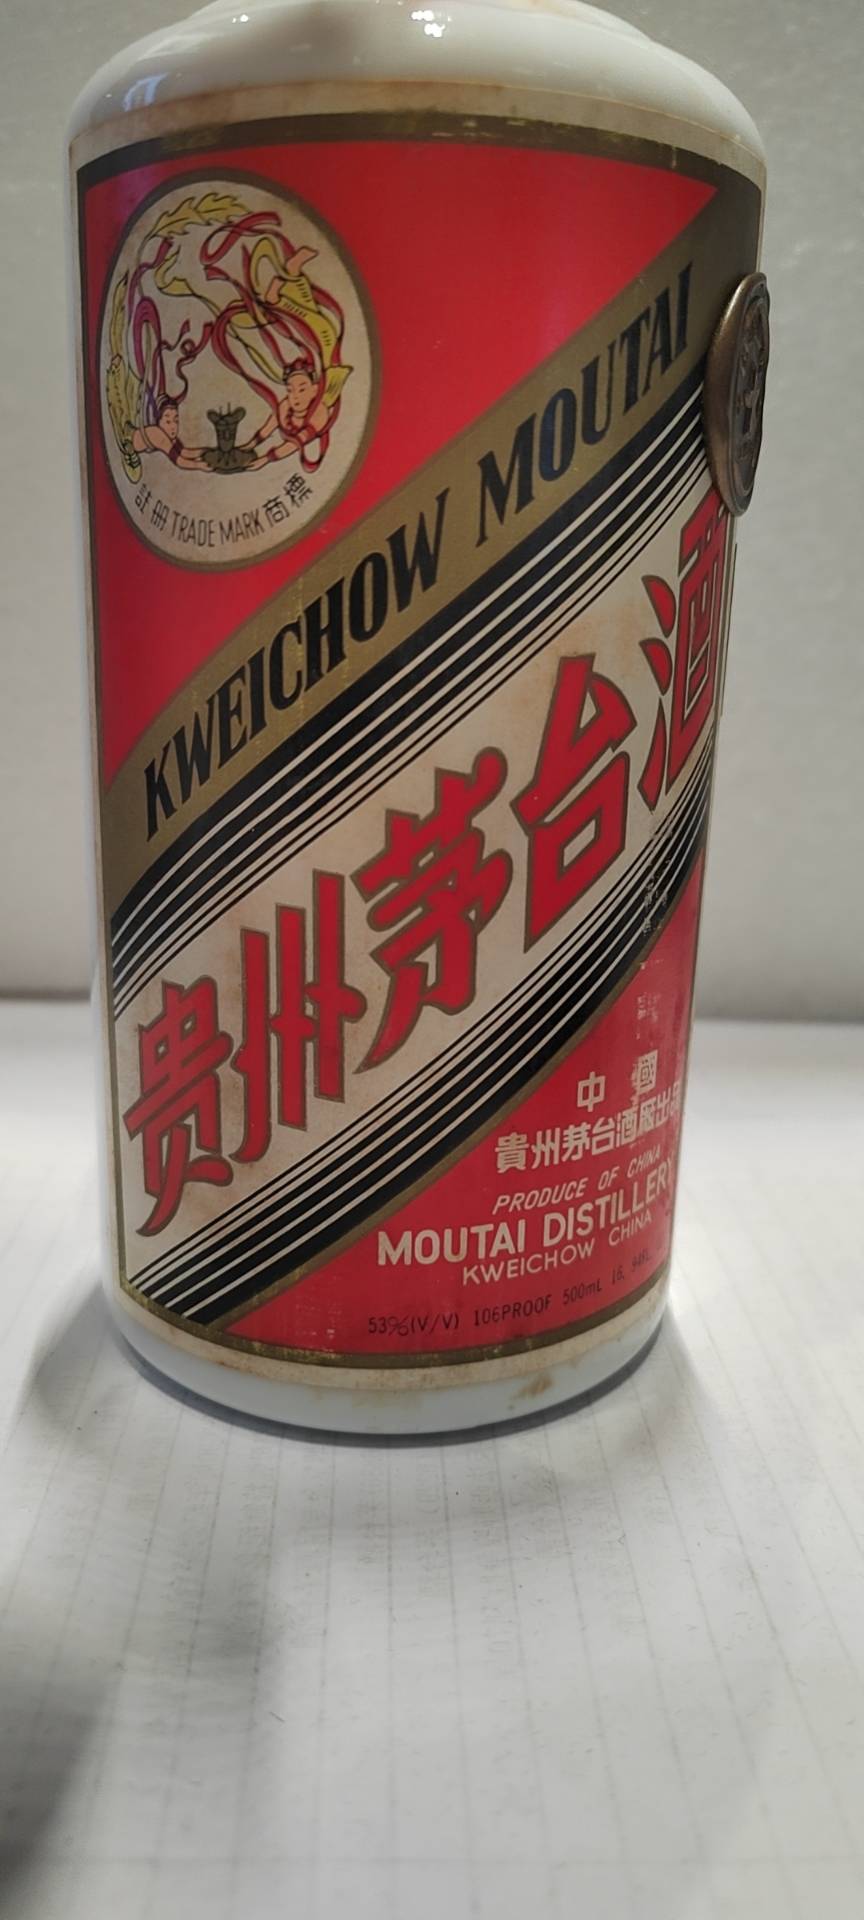 註冊 TRADE MARK 商標
KWEICHOW MOUTAI
贵州茅台酒
中國
貴州茅台酒廠出品
PRODUCE OF CHINA
MOUTAI DISTILLERY
KWEICHOW CHINA
53%(V/V) 106PROOF 500mL 16.